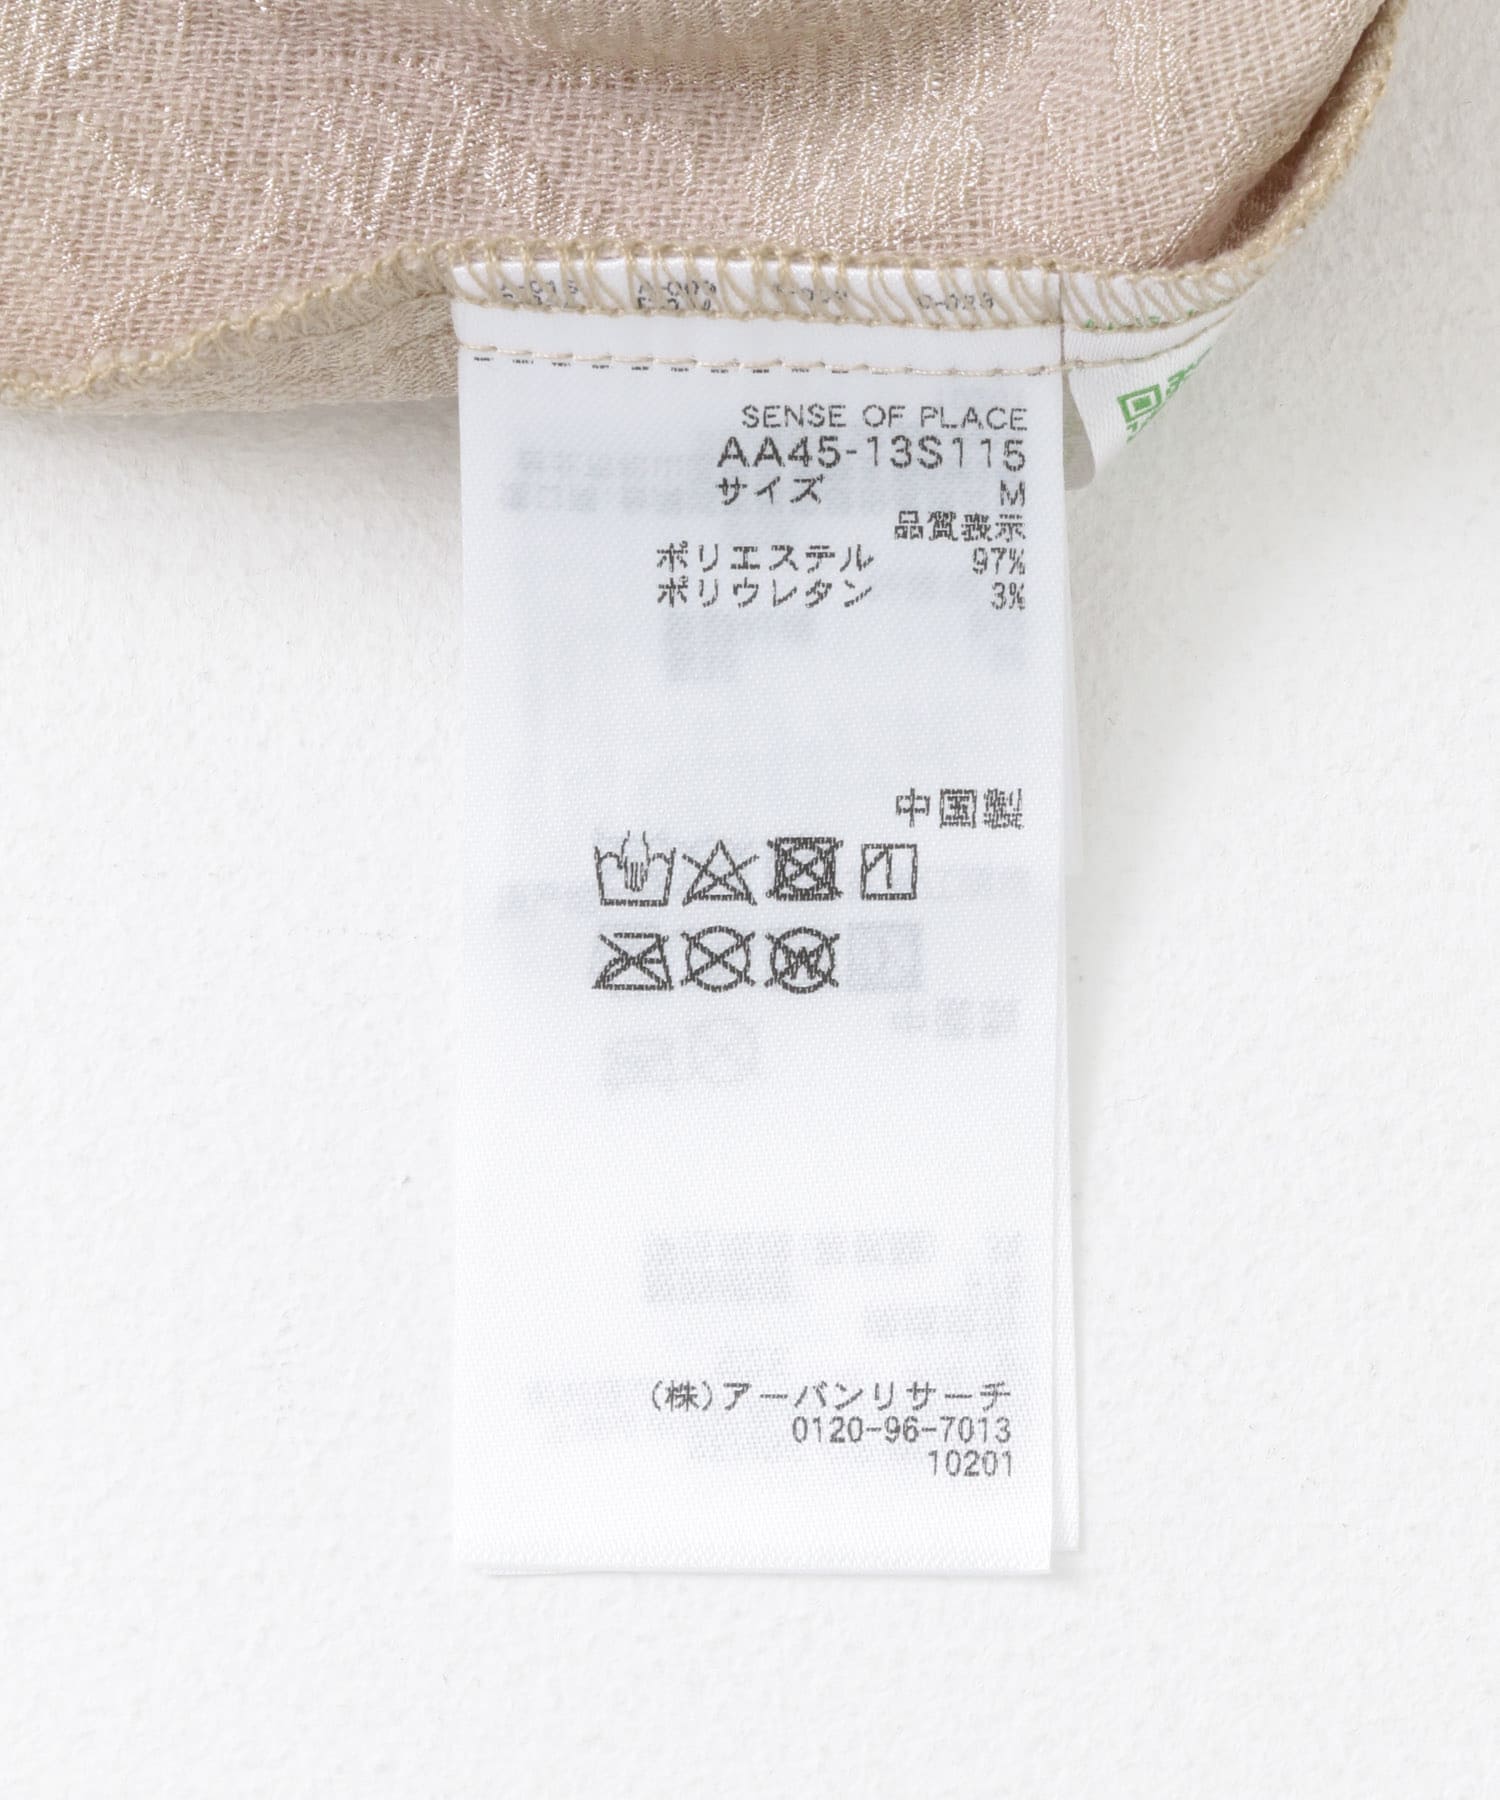 SENSE OF PLACE
AA45-13S115
サイズ M
品質表示
ポリエステル 97%
ポリウレタン 3%
中国製
W
(株)アーバンリサーチ
0120-96-7013
10201